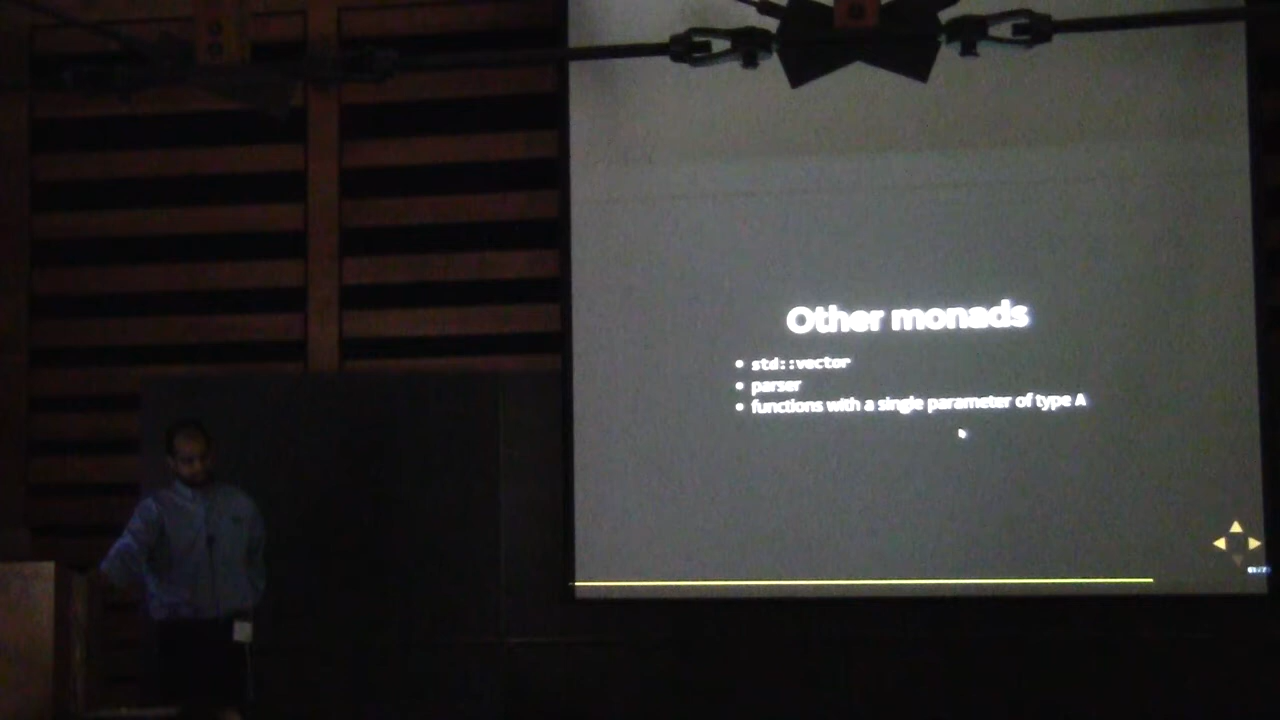 Other monads
std::vector
parser
functions with a single parameter of type A